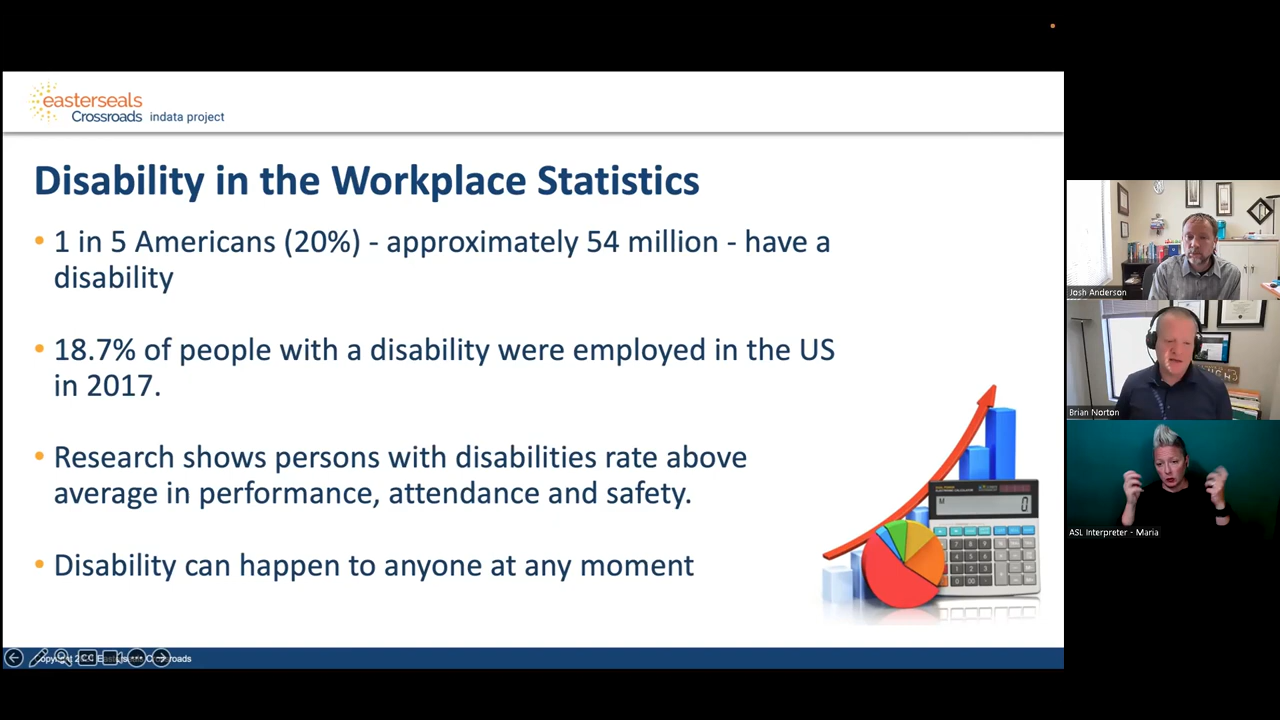 easterseals
Crossroads indata project
Disability in the Workplace Statistics
• 1 in 5 Americans (20%) - approximately 54 million - have a
disability
• 18.7% of people with a disability were employed in the US
in 2017.
• Research shows persons with disabilities rate above
average in performance, attendance and safety.
• Disability can happen to anyone at any moment
M 0
Josh Anderson
Brian Norton
ASL Interpreter - Maria